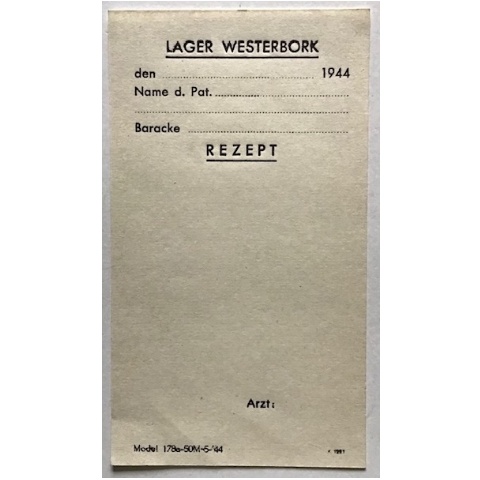 LAGER WESTERBORK
den 1944
Name d. Pat.
Baracke
REZEPT
Arzt:
Model 178a-50M-5-'44